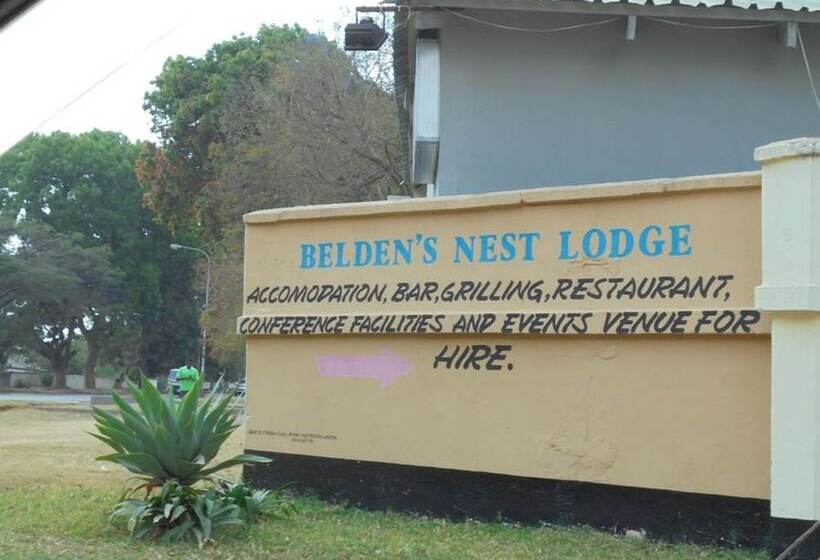 BELDEN'S NEST LODGE
ACCOMODATION, BAR, GRILLING, RESTAURANT,
CONFERENCE FACILITIES AND EVENTS VENUE FOR
HIRE.